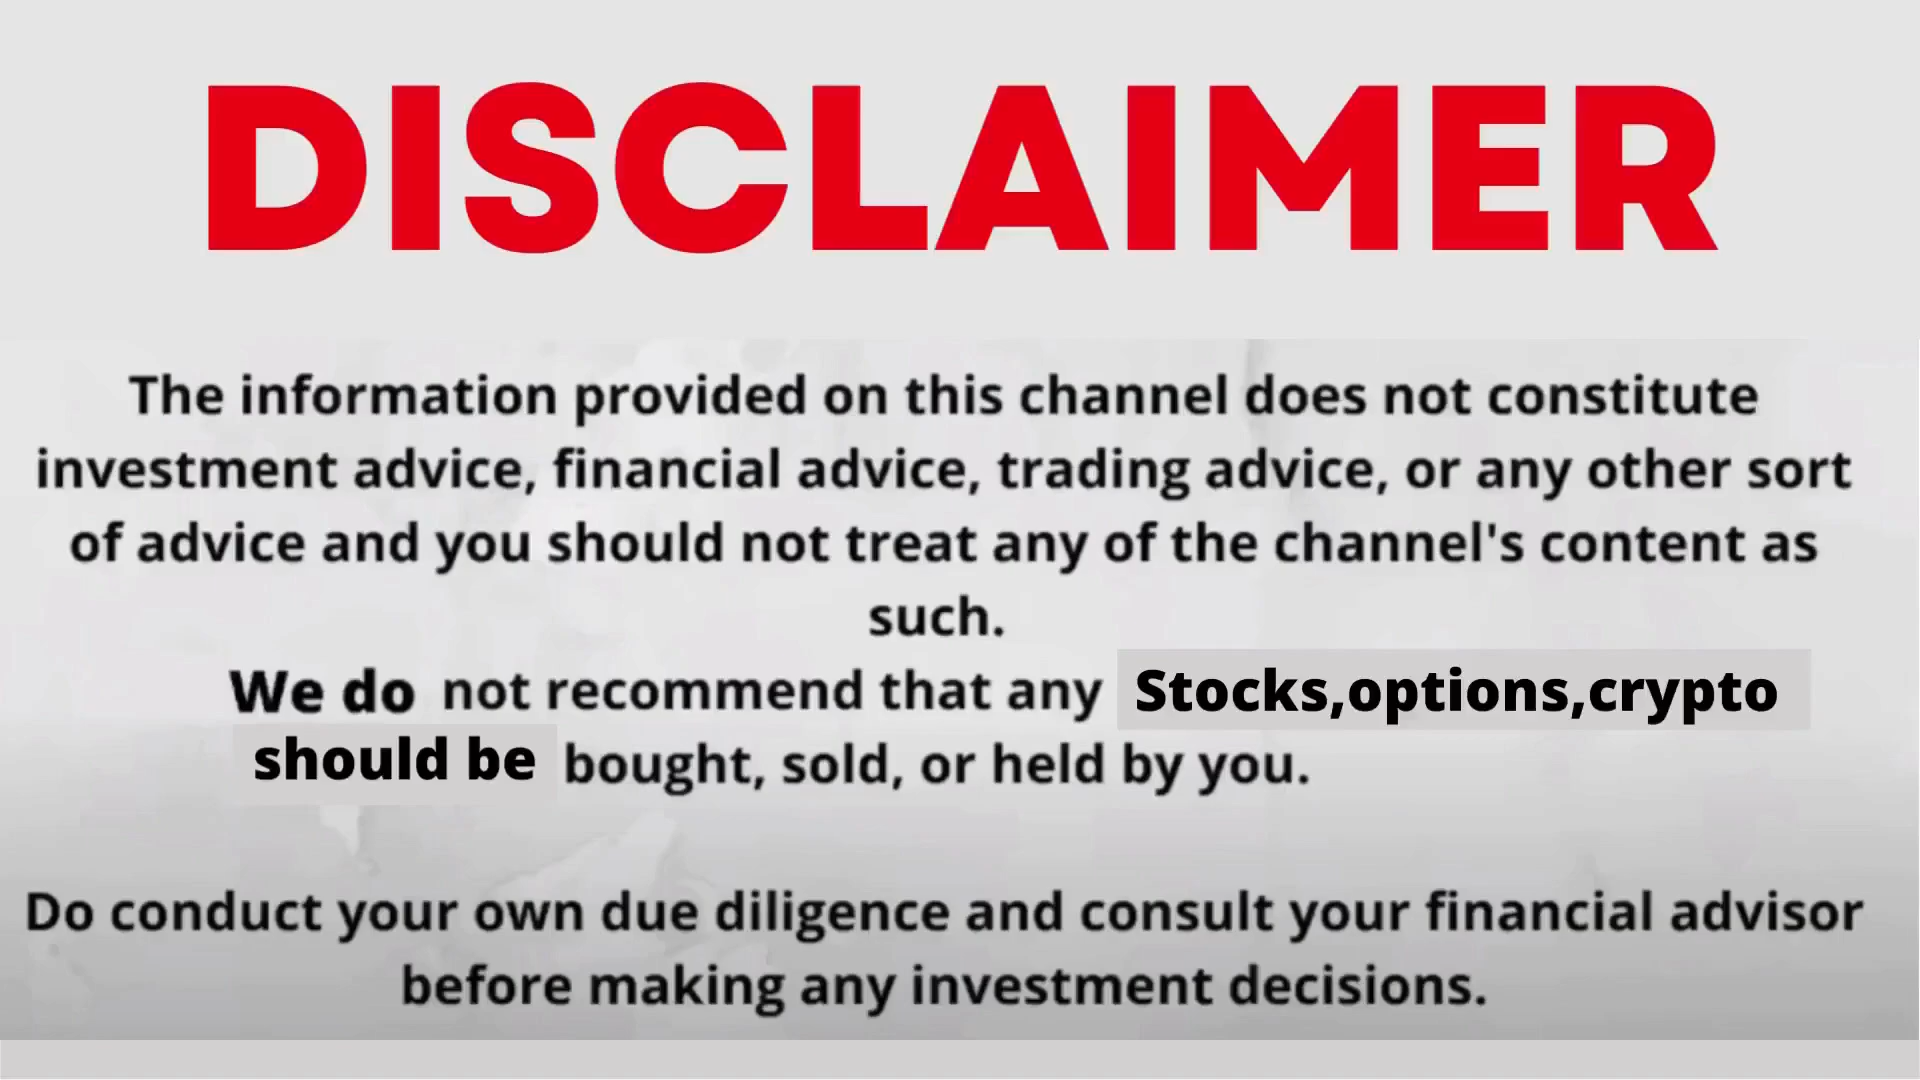 DISCLAIMER
The information provided on this channel does not constitute
investment advice, financial advice, trading advice, or any other sort
of advice and you should not treat any of the channel's content as
such.
We do not recommend that any Stocks,options,crypto
should be bought, sold, or held by you.
Do conduct your own due diligence and consult your financial advisor
before making any investment decisions.